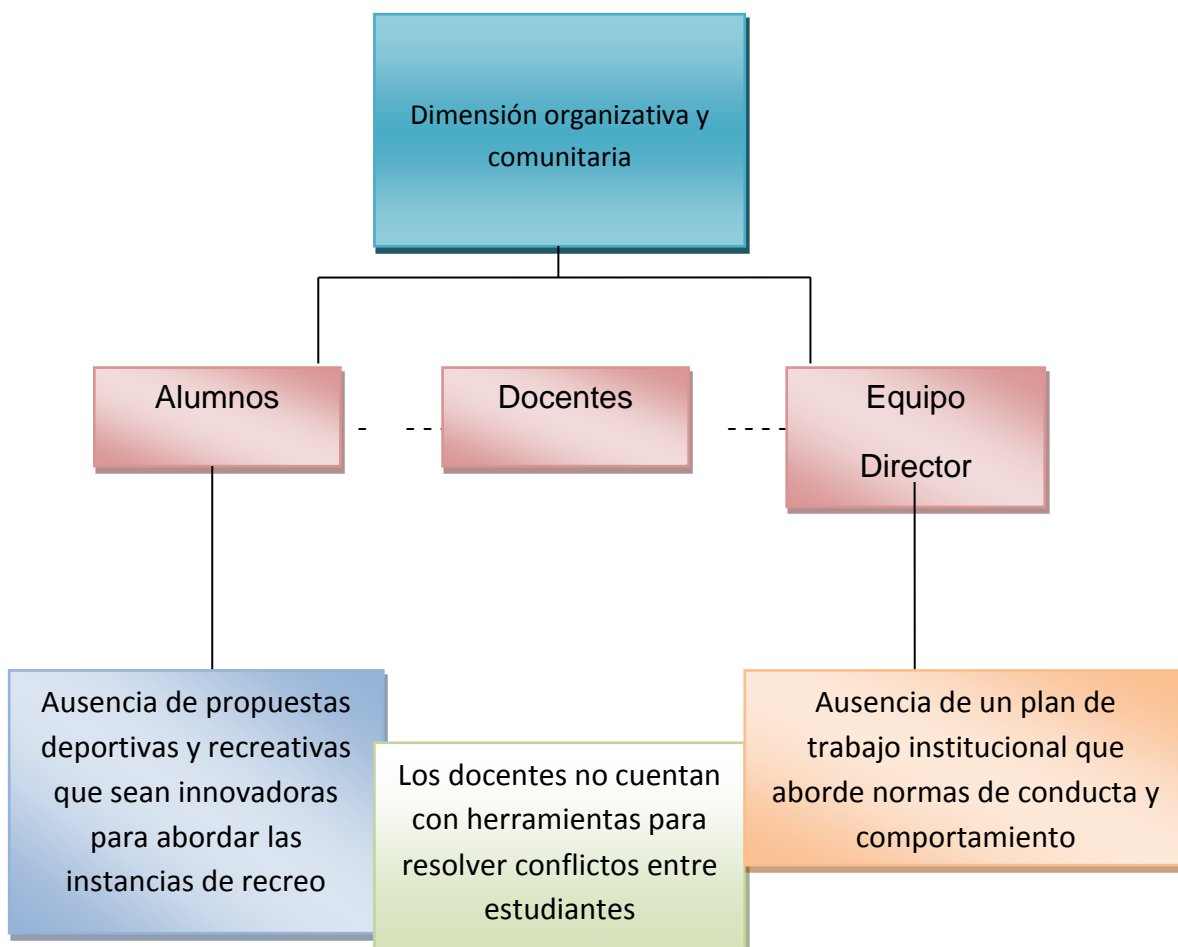 Dimensión organizativa y
comunitaria
Alumnos
Docentes
Equipo
Director
Ausencia de propuestas
deportivas y recreativas
que sean innovadoras
para abordar las
instancias de recreo
Los docentes no cuentan
con herramientas para
resolver conflictos entre
estudiantes
Ausencia de un plan de
trabajo institucional que
aborde normas de conducta y
comportamiento